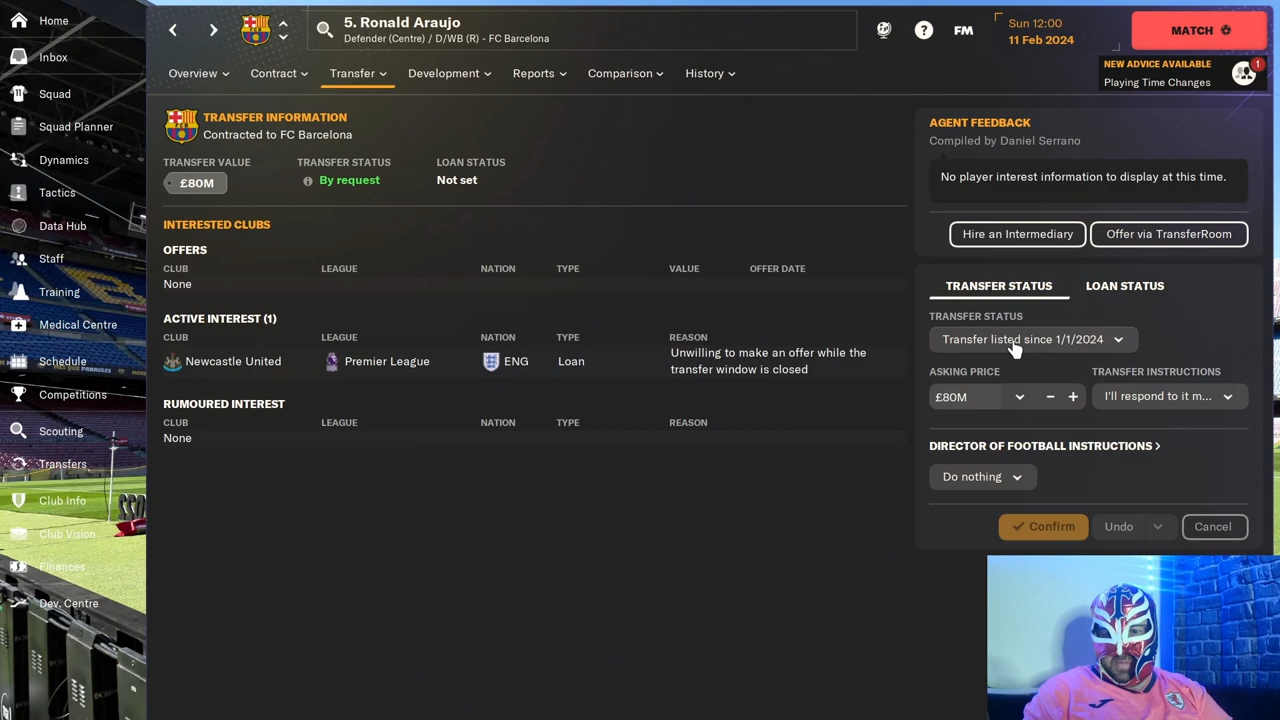 Home
Inbox
Squad
Squad Planner
Dynamics
Tactics
Data Hub
Staff
Training
Medical Centre
Schedule
Competitions
Scouting
Transfers
Club Info
Club Vision
Finances
Dev. Centre
5. Ronald Araujo
Defender (Centre) / D/WB (R) - FC Barcelona
? FM
Sun 12:00
11 Feb 2024
MATCH
Overview Contract Transfer Development Reports Comparison History
NEW ADVICE AVAILABLE 1
Playing Time Changes
TRANSFER INFORMATION
Contracted to FC Barcelona
TRANSFER VALUE TRANSFER STATUS LOAN STATUS
£80M By request Not set
INTERESTED CLUBS
OFFERS
CLUB LEAGUE NATION TYPE VALUE OFFER DATE
None
ACTIVE INTEREST (1)
CLUB LEAGUE NATION TYPE REASON
Newcastle United Premier League ENG Loan Unwilling to make an offer while the
transfer window is closed
RUMOURED INTEREST
CLUB LEAGUE NATION TYPE REASON
None
AGENT FEEDBACK
Compiled by Daniel Serrano
No player interest information to display at this time.
Hire an Intermediary Offer via TransferRoom
TRANSFER STATUS LOAN STATUS
TRANSFER STATUS
Transfer listed since 1/1/2024
ASKING PRICE TRANSFER INSTRUCTIONS
£80M - + I'll respond to it m...
DIRECTOR OF FOOTBALL INSTRUCTIONS >
Do nothing
Confirm Undo Cancel